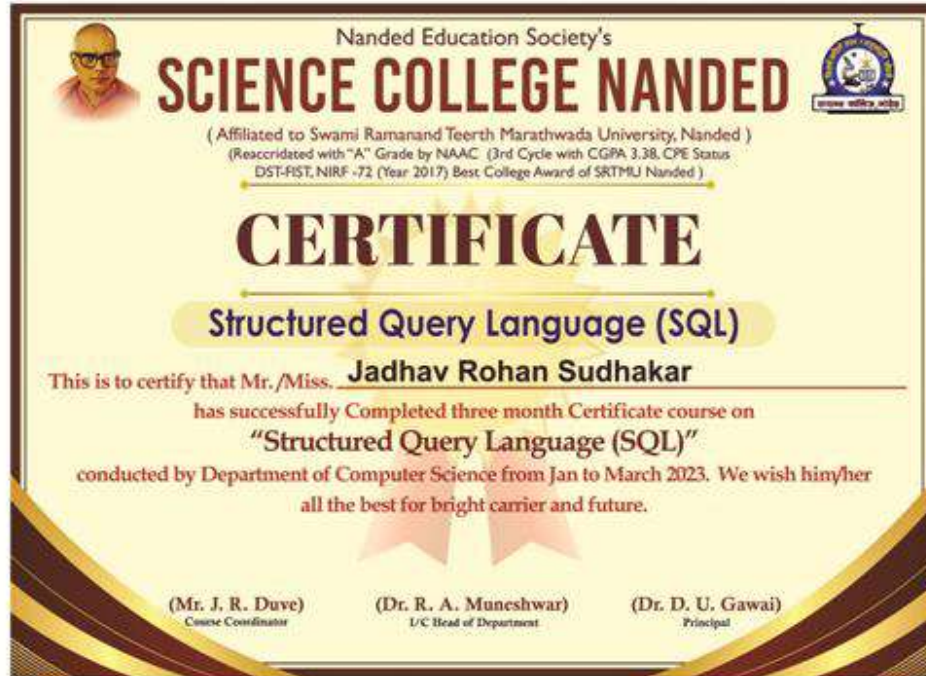 Nanded Education Society's
SCIENCE COLLEGE NANDED
( Affiliated to Swami Ramanand Teerth Marathwada University, Nanded )
(Reaccridated with "A" Grade by NAAC (3rd Cycle with CGPA 3.38, CPE Status
DST-FIST, NIRF -72 (Year 2017) Best College Award of SRTMU Nanded )
CERTIFICATE
Structured Query Language (SQL)
This is to certify that Mr./Miss. Jadhav Rohan Sudhakar
has successfully Completed three month Certificate course on
“Structured Query Language (SQL)”
conducted by Department of Computer Science from Jan to March 2023. We wish him/her
all the best for bright carrier and future.
(Mr. J. R. Duve) (Dr. R. A. Muneshwar) (Dr. D. U. Gawai)
Course Coordinator I/C Head of Department Principal